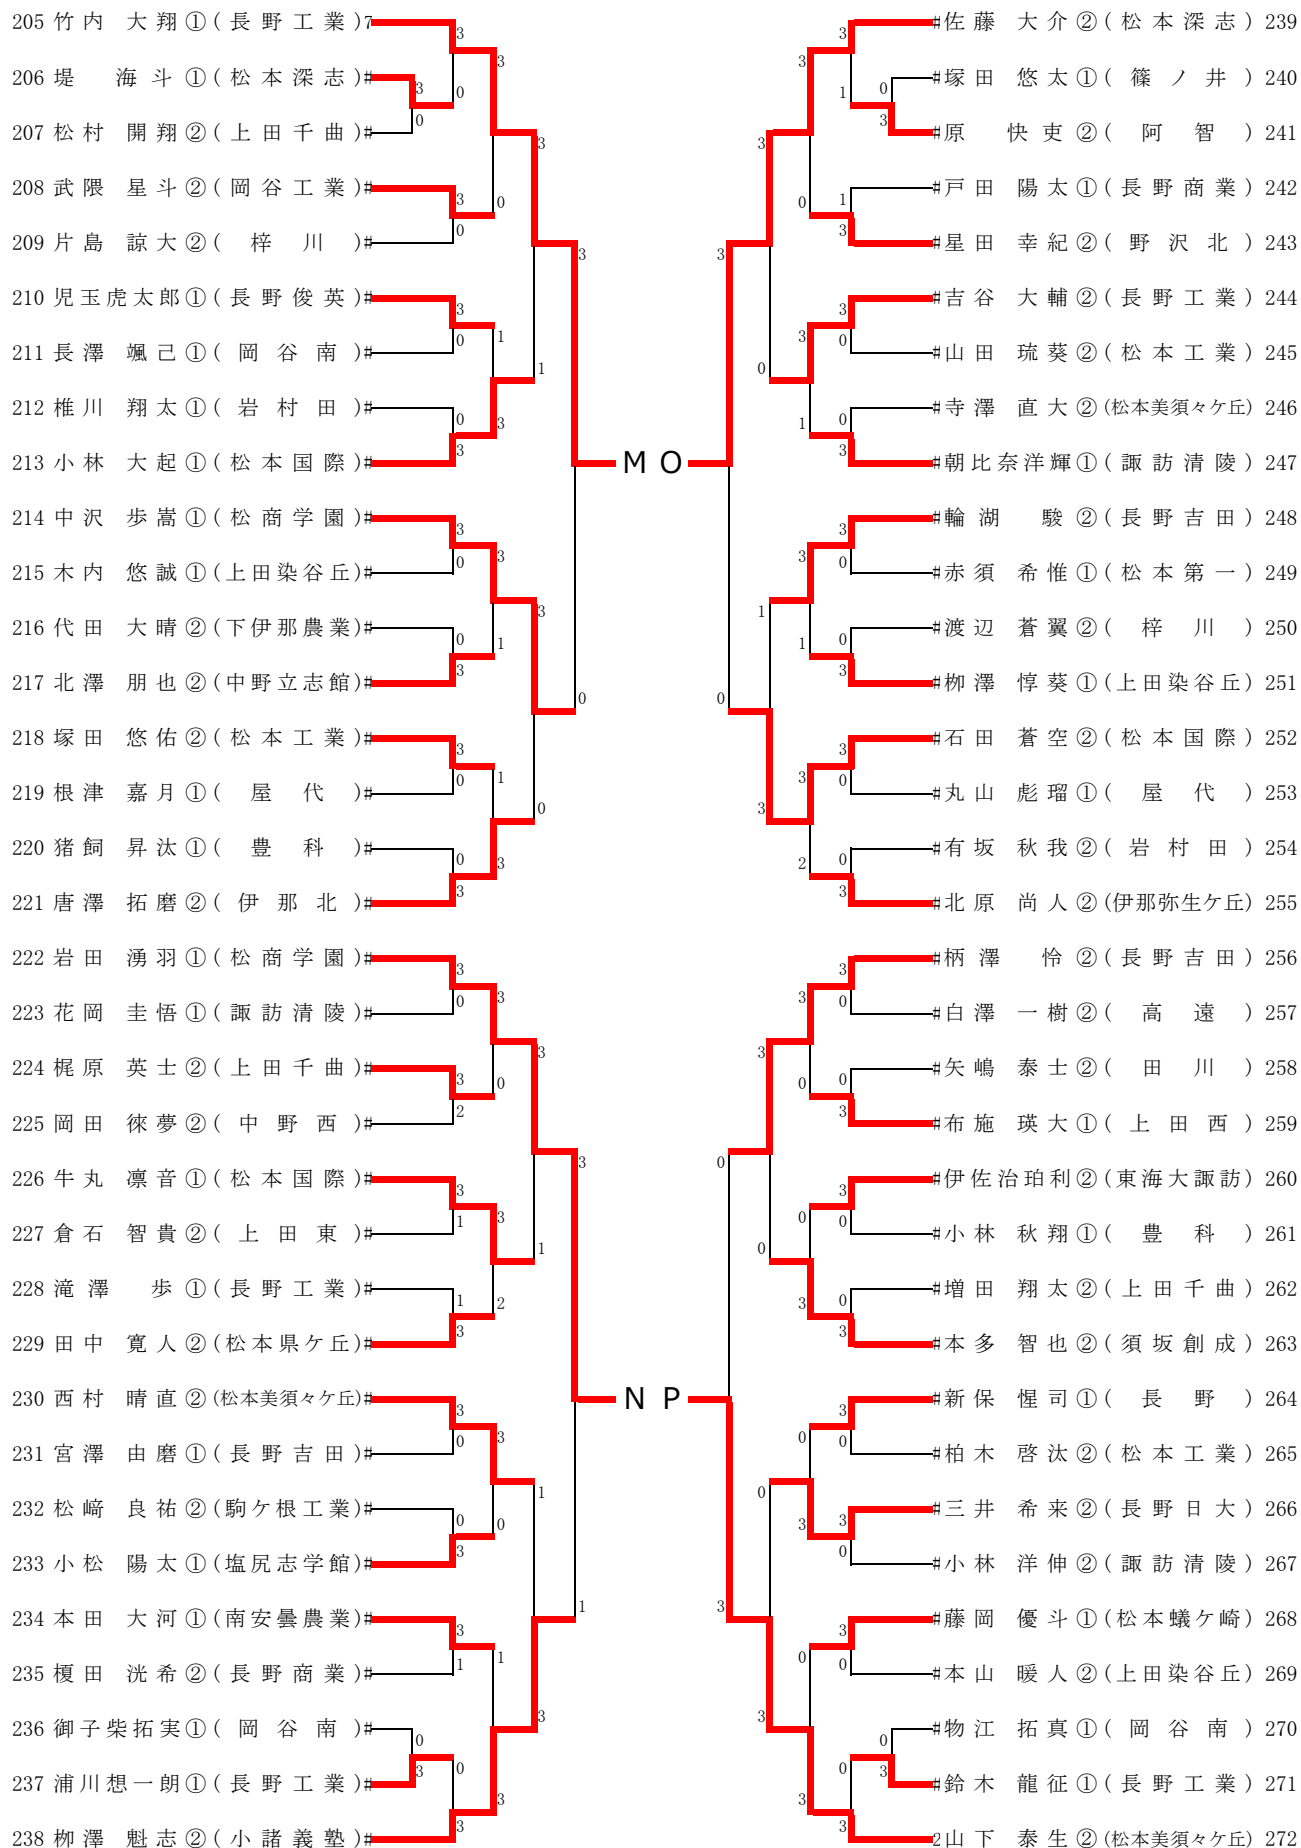 205 竹内 大翔①(長野工業)7
206 堤 海斗①(松本深志)#
207 松村 開翔②(上田千曲)#
208 武隈 星斗②(岡谷工業)#
209 片島 諒大②(梓川)#
210 児玉虎太郎①(長野俊英)#
211 長澤 颯己①(岡谷南)#
212 椎川 翔太①(岩村田)#
213 小林 大起①(松本国際)#
214 中沢 歩嵩①(松商学園)#
215 木内 悠誠①(上田染谷丘)#
216 代田 大晴②(下伊那農業)#
217 北澤 朋也②(中野立志館)#
218 塚田 悠佑②(松本工業)#
219 根津 嘉月①(屋代)#
220 猪飼 昇汰①(豊科)#
221 唐澤 拓磨②(伊那北)#
222 岩田 湧羽①(松商学園)#
223 花岡 圭悟①(諏訪清陵)#
224 梶原 英士②(上田千曲)#
225 岡田 徠夢②(中野西)#
226 牛丸 凛音①(松本国際)#
227 倉石 智貴②(上田東)#
228 滝澤 歩①(長野工業)#
229 田中 寛人②(松本県ケ丘)#
230 西村 晴直②(松本美須々ケ丘)#
231 宮澤 由磨①(長野吉田)#
232 松﨑 良祐②(駒ケ根工業)#
233 小松 陽太①(塩尻志学館)#
234 本田 大河①(南安曇農業)#
235 榎田 洸希②(長野商業)#
236 御子柴拓実①(岡谷南)#
237 浦川想一朗①(長野工業)#
238 栁澤 魁志②(小諸義塾)#
M O
N P
#佐藤 大介②(松本深志) 239
#塚田 悠太①(篠ノ井) 240
#原 快吏②(阿智) 241
#戸田 陽太①(長野商業) 242
#星田 幸紀②(野沢北) 243
#吉谷 大輔②(長野工業) 244
#山田 琉葵②(松本工業) 245
#寺澤 直大②(松本美須々ケ丘) 246
#朝比奈洋輝①(諏訪清陵) 247
#輪湖 駿②(長野吉田) 248
#赤須 希惟①(松本第一) 249
#渡辺 蒼翼②(梓川) 250
#栁澤 惇葵①(上田染谷丘) 251
#石田 蒼空②(松本国際) 252
#丸山 彪瑠①(屋代) 253
#有坂 秋我②(岩村田) 254
#北原 尚人②(伊那弥生ケ丘) 255
#柄澤 怜②(長野吉田) 256
#白澤 一樹②(高遠) 257
#矢嶋 泰士②(田川) 258
#布施 瑛大①(上田西) 259
#伊佐治珀利②(東海大諏訪) 260
#小林 秋翔①(豊科) 261
#増田 翔太②(上田千曲) 262
#本多 智也②(須坂創成) 263
#新保 惺司①(長野) 264
#柏木 啓汰②(松本工業) 265
#三井 希来②(長野日大) 266
#小林 洋伸②(諏訪清陵) 267
#藤岡 優斗①(松本蟻ケ崎) 268
#本山 暖人②(上田染谷丘) 269
#物江 拓真①(岡谷南) 270
#鈴木 龍征①(長野工業) 271
2山下 泰生②(松本美須々ケ丘) 272